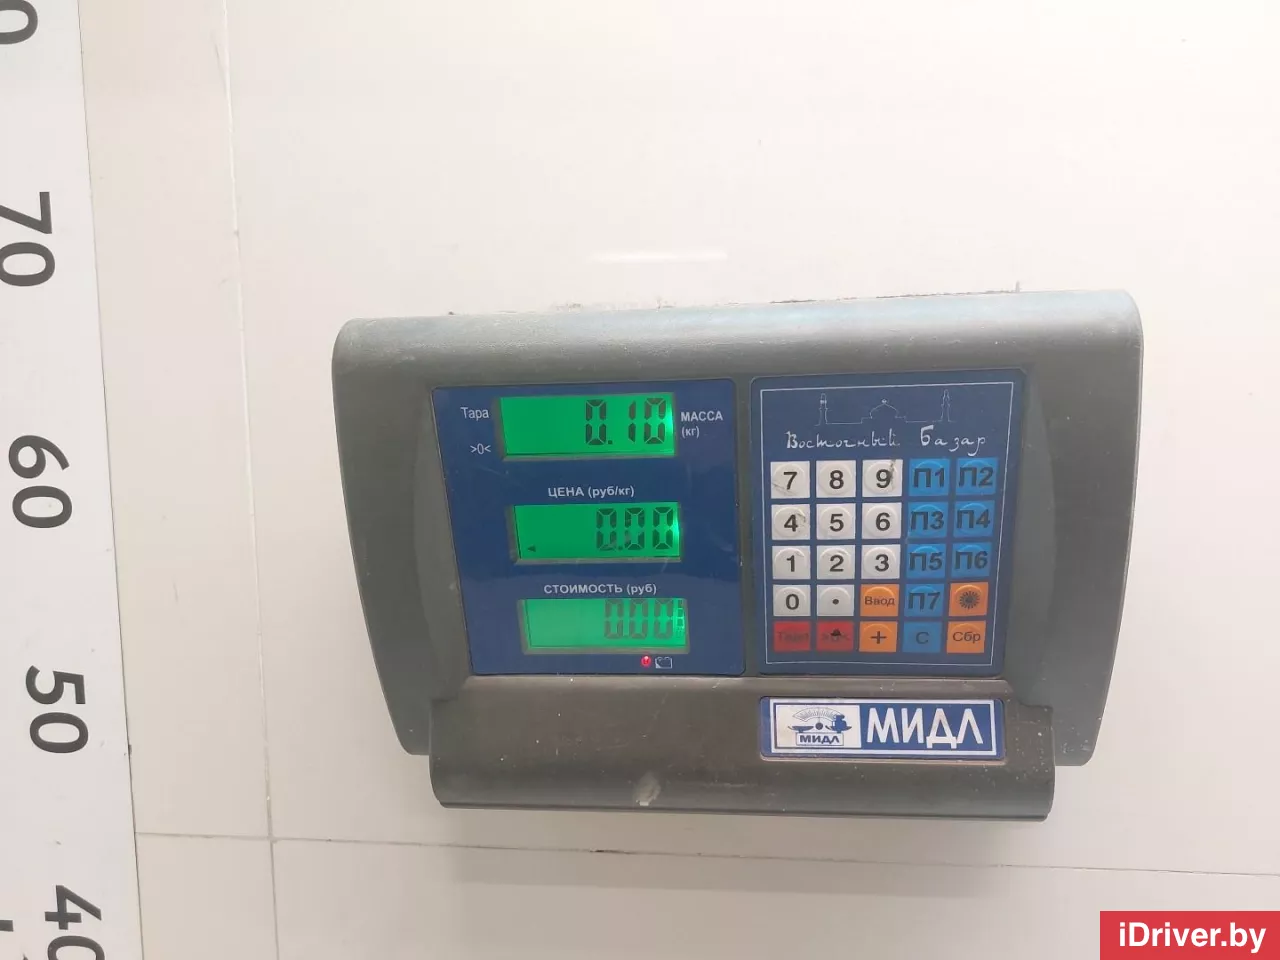 70
60
50
40
Тара
0.10
МАССА
(кг)
>0<
ЦЕНА (руб/кг)
0.00
СТОИМОСТЬ (руб)
0.00
Восточный Базар
7 8 9 П1 П2
4 5 6 П3 П4
1 2 3 П5 П6
0 . Ввод П7
+ С Сбр
МИДЛ
МИДЛ
iDriver.by